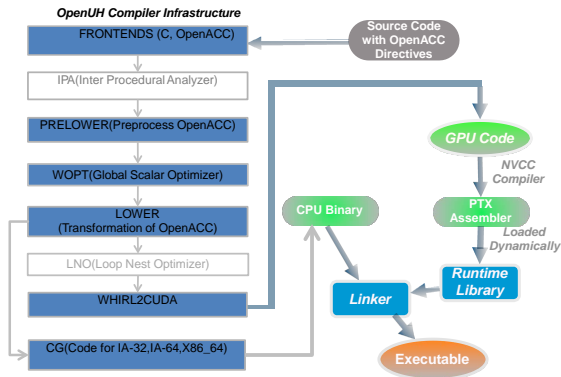 OpenUH Compiler Infrastructure
FRONTENDS (C, OpenACC)
Source Code
with OpenACC
Directives
IPA(Inter Procedural Analyzer)
PRELOWER(Preprocess OpenACC)
GPU Code
WOPT(Global Scalar Optimizer)
NVCC
Compiler
LOWER
(Transformation of OpenACC)
CPU Binary
PTX
Assembler
Loaded
Dynamically
LNO(Loop Nest Optimizer)
WHIRL2CUDA
Linker
Runtime
Library
CG(Code for IA-32,IA-64,X86_64)
Executable